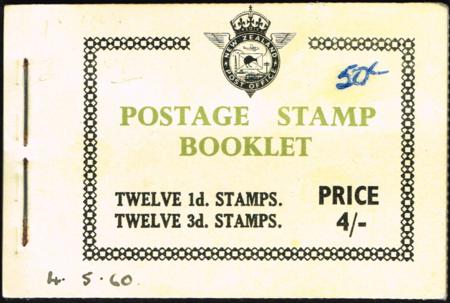 NEW ZEALAND
POST OFFICE
50/-
POSTAGE STAMP
BOOKLET
TWELVE 1d. STAMPS.
TWELVE 3d. STAMPS.
PRICE
4/-
4. 5. 60.